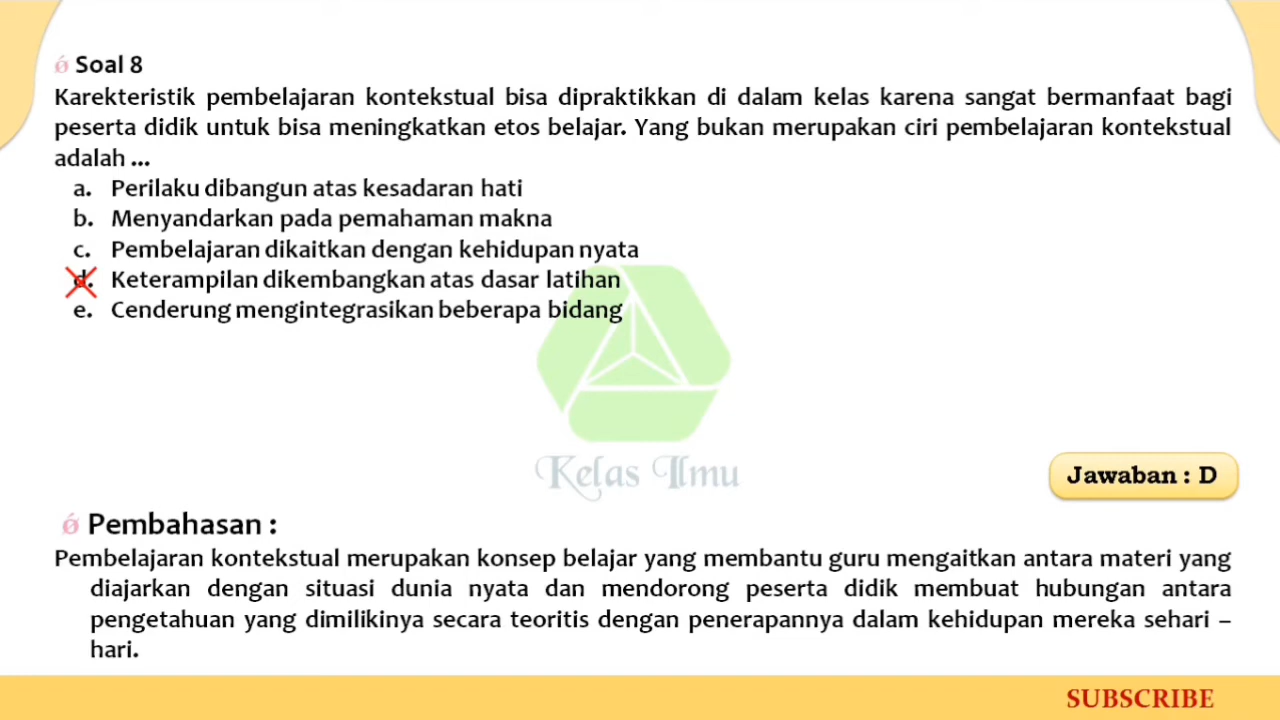 ǿ Soal 8
Karekteristik pembelajaran kontekstual bisa dipraktikkan di dalam kelas karena sangat bermanfaat bagi
peserta didik untuk bisa meningkatkan etos belajar. Yang bukan merupakan ciri pembelajaran kontekstual
adalah ...
a. Perilaku dibangun atas kesadaran hati
b. Menyandarkan pada pemahaman makna
c. Pembelajaran dikaitkan dengan kehidupan nyata
d. Keterampilan dikembangkan atas dasar latihan
e. Cenderung mengintegrasikan beberapa bidang
Kelas Ilmu
Jawaban : D
ǿ Pembahasan :
Pembelajaran kontekstual merupakan konsep belajar yang membantu guru mengaitkan antara materi yang
diajarkan dengan situasi dunia nyata dan mendorong peserta didik membuat hubungan antara
pengetahuan yang dimilikinya secara teoritis dengan penerapannya dalam kehidupan mereka sehari –
hari.
SUBSCRIBE